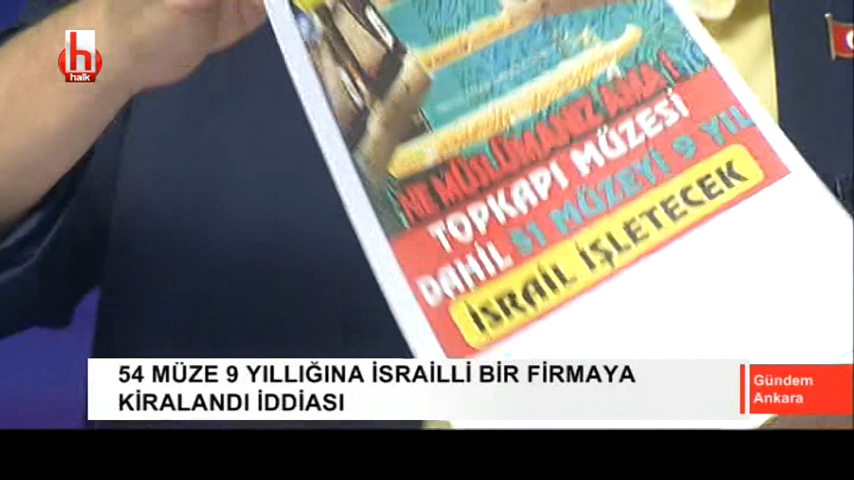 h
halk
NE MÜSLÜMANIZ AMA !
TOPKAPI MÜZESİ
DAHİL 51 MÜZEYİ 9 YIL
İSRAİL İŞLETECEK
54 MÜZE 9 YILLIĞINA İSRAİLLİ BİR FİRMAYA
KİRALANDI İDDİASI
Gündem
Ankara